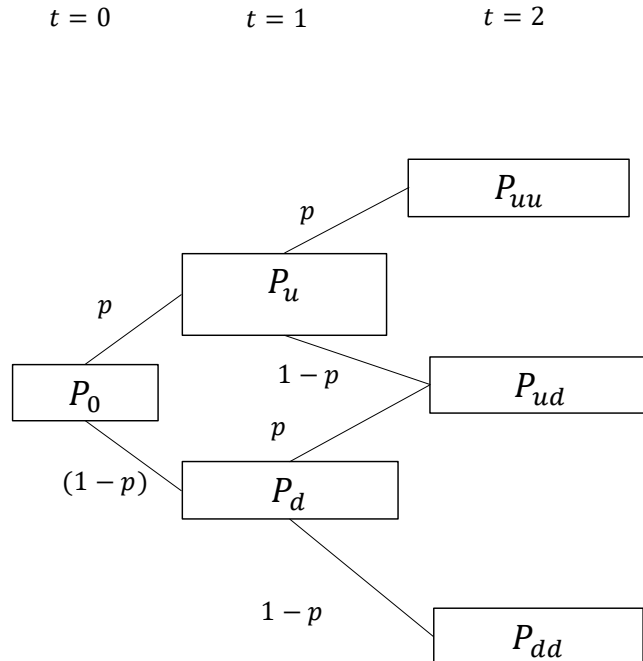 t = 0 t = 1 t = 2
P_uu
p
P_u
p
1 − p
P_0
P_ud
p
(1 − p)
P_d
1 − p
P_dd